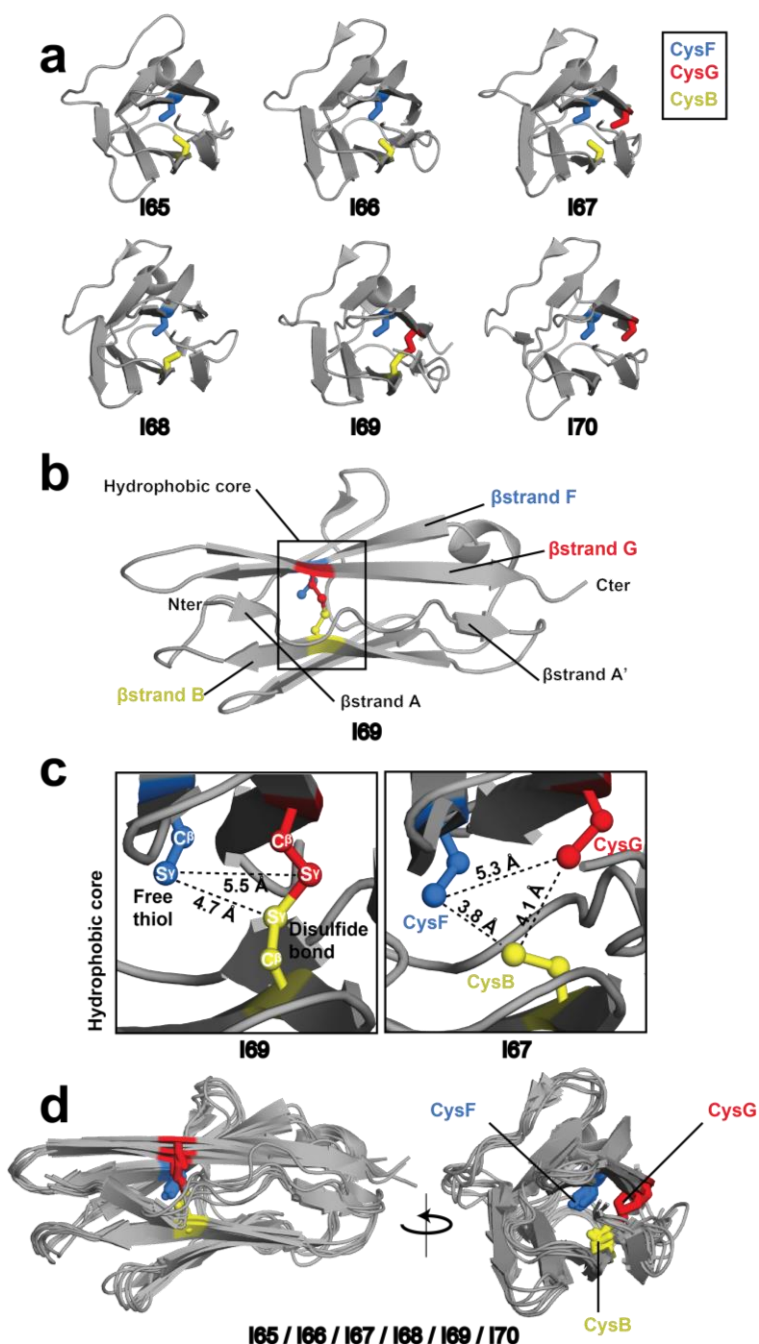 a
CysF
CysG
CysB
I65
I66
I67
I68
I69
I70
b
Hydrophobic core
βstrand F
βstrand G
Nter
Cter
βstrand B
βstrand A
βstrand A’
I69
c
Hydrophobic core
Cβ
Cβ
Sγ
Sγ
5.5 Å
Free
thiol
4.7 Å
Sγ
Disulfide
bond
Cβ
I69
CysG
5.3 Å
CysF
3.8 Å
4.1 Å
CysB
I67
d
CysF
CysG
CysB
I65 / I66 / I67 / I68 / I69 / I70